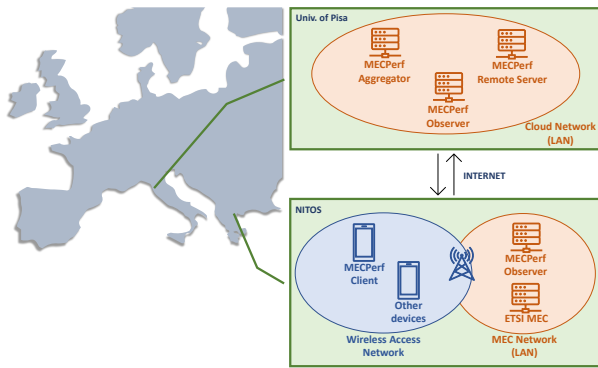 Univ. of Pisa
MECPerf
Aggregator
MECPerf
Remote Server
MECPerf
Observer
Cloud Network
(LAN)
INTERNET
NITOS
MECPerf
Client
Other
devices
Wireless Access
Network
MECPerf
Observer
ETSI MEC
MEC Network
(LAN)